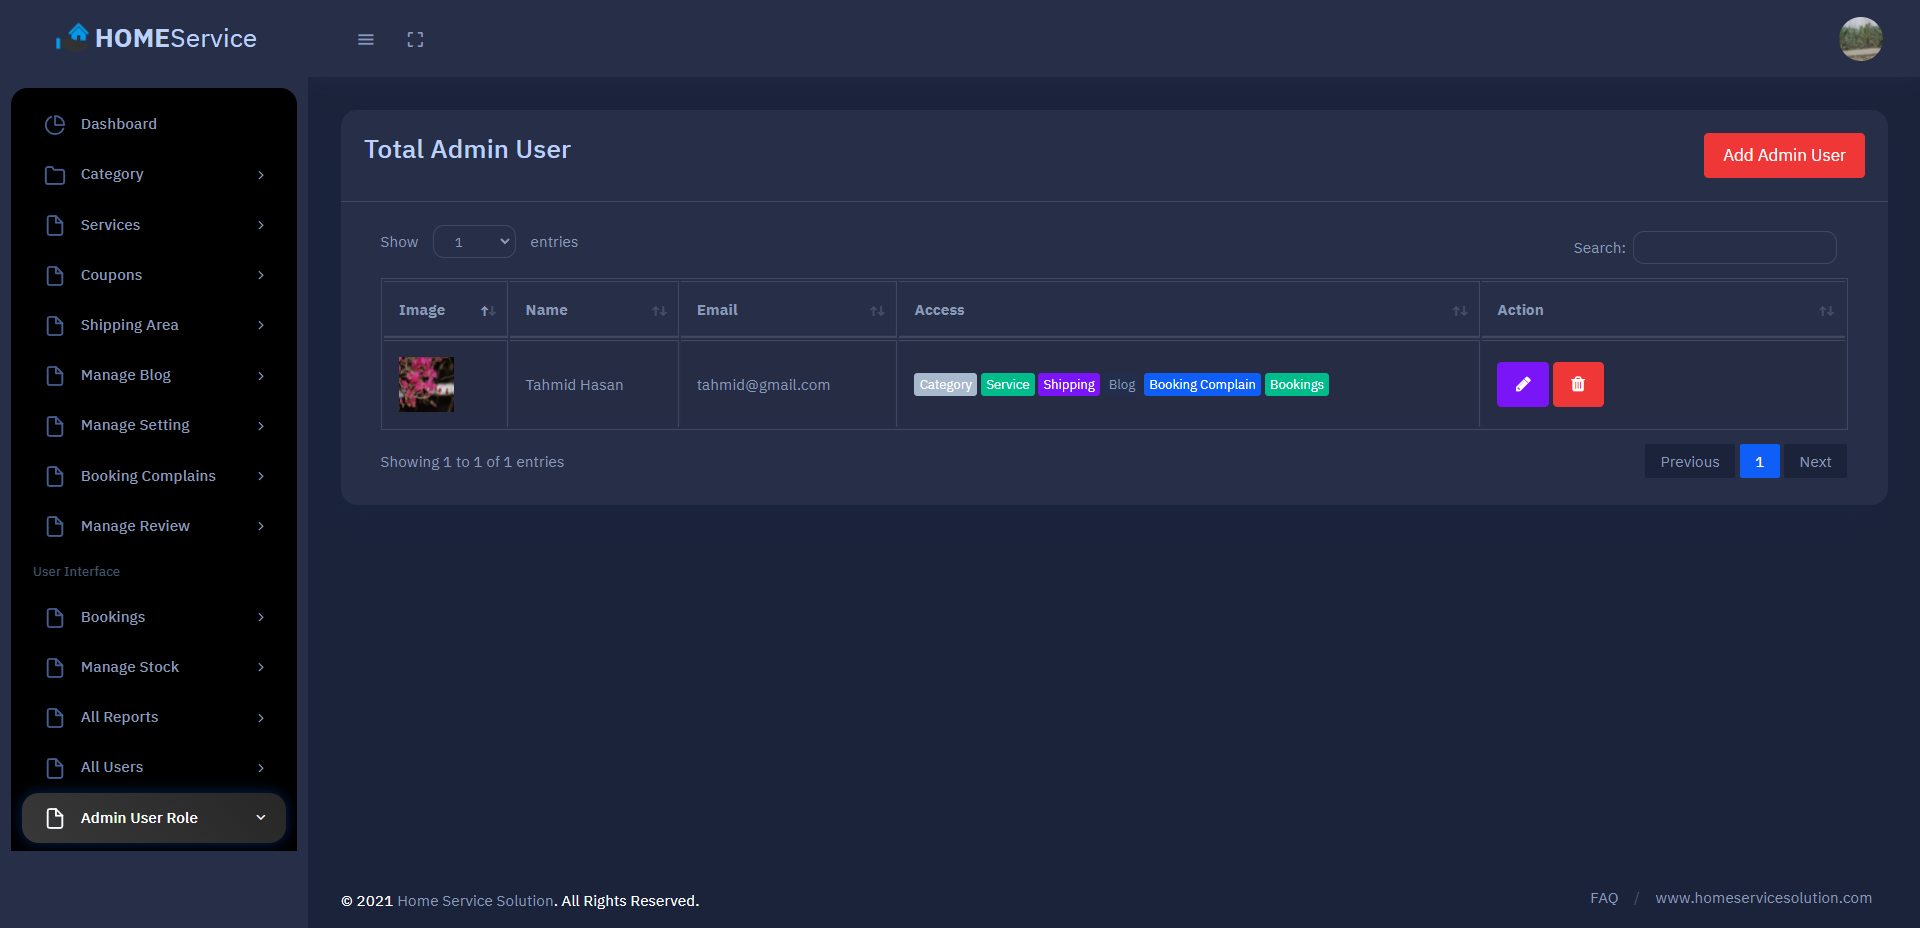 HOMEService
Dashboard
Category
Services
Coupons
Shipping Area
Manage Blog
Manage Setting
Booking Complains
Manage Review
User Interface
Bookings
Manage Stock
All Reports
All Users
Admin User Role
Total Admin User
Add Admin User
Show 1 entries
Search:
Image Name Email Access Action
Tahmid Hasan tahmid@gmail.com Category Service Shipping Blog Booking Complain Bookings
Showing 1 to 1 of 1 entries
Previous 1 Next
© 2021 Home Service Solution. All Rights Reserved.
FAQ / www.homeservicesolution.com